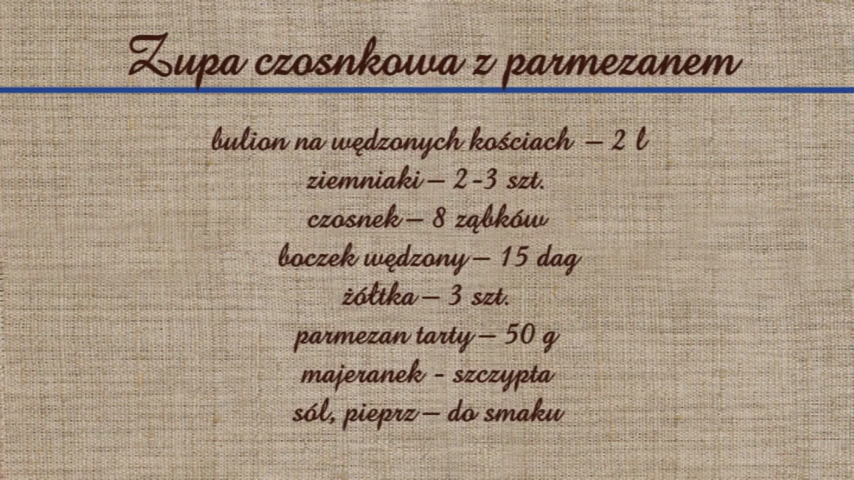 Zupa czosnkowa z parmezanem
bulion na wędzonych kościach – 2 l
ziemniaki – 2-3 szt.
czosnek – 8 ząbków
boczek wędzony – 15 dag
żółtka – 3 szt.
parmezan tarty – 50 g
majeranek - szczypta
sól, pieprz – do smaku